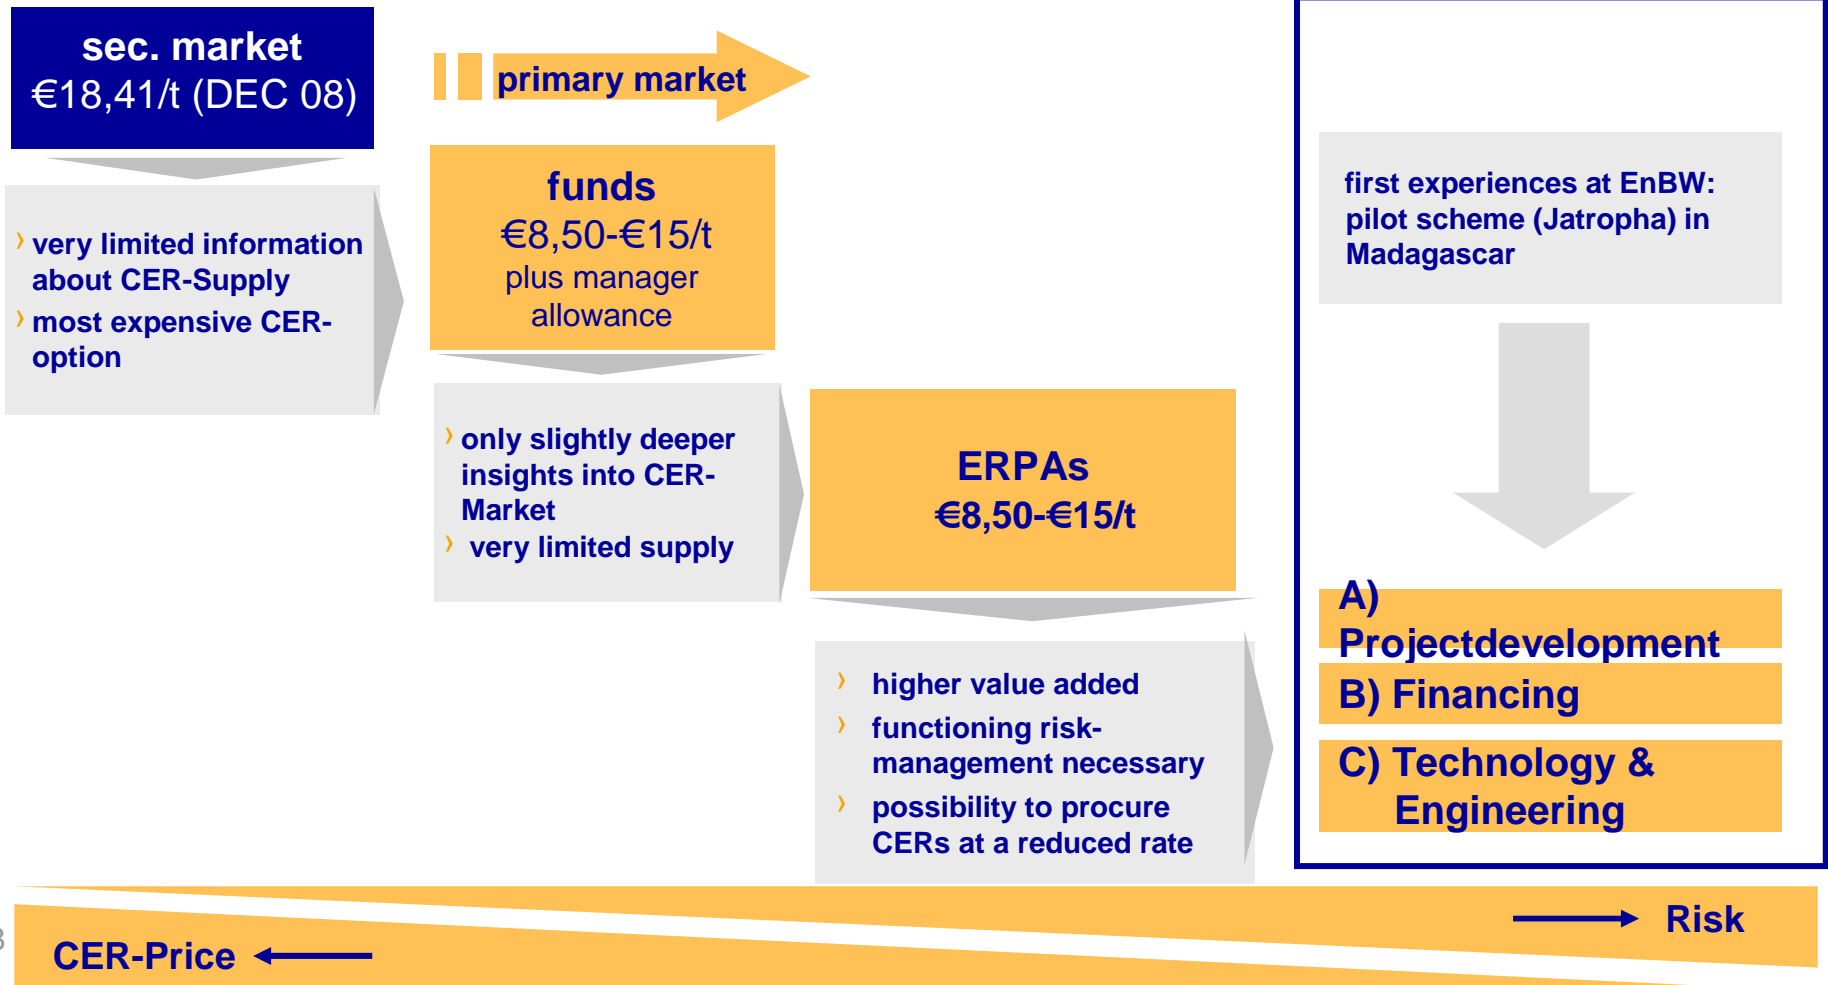 sec. market
€18,41/t (DEC 08)
primary market
› very limited information
about CER-Supply
› most expensive CER-
option
funds
€8,50-€15/t
plus manager
allowance
› only slightly deeper
insights into CER-
Market
› very limited supply
ERPAs
€8,50-€15/t
› higher value added
› functioning risk-
management necessary
› possibility to procure
CERs at a reduced rate
first experiences at EnBW:
pilot scheme (Jatropha) in
Madagascar
A)
Projectdevelopment
B) Financing
C) Technology &
Engineering
Risk
CER-Price